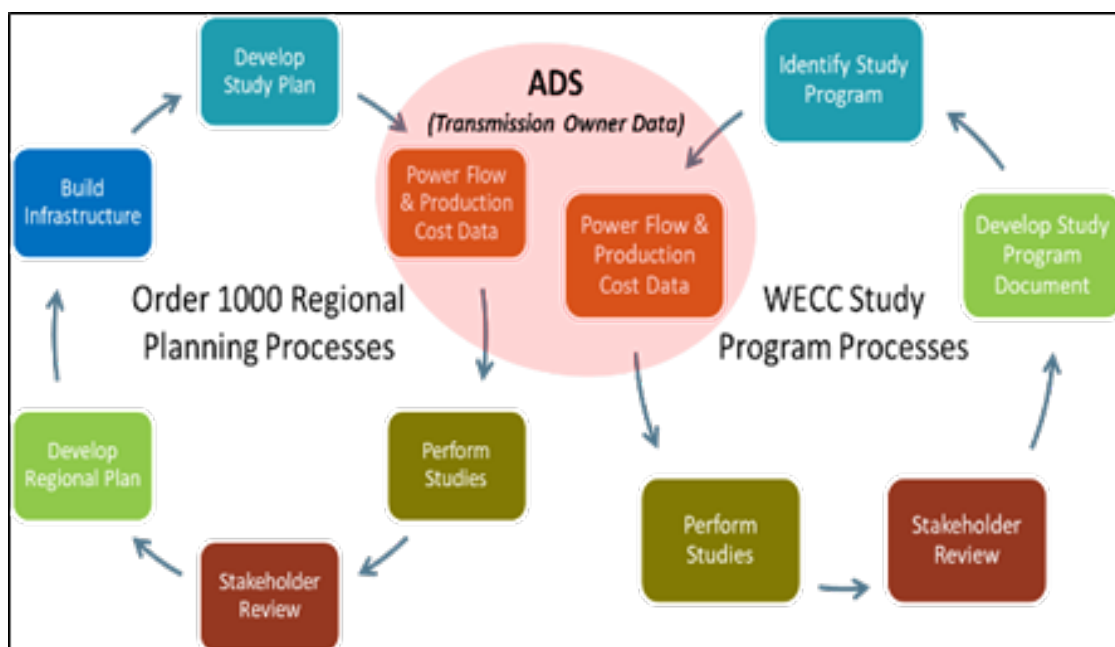 Develop
Study Plan
ADS
(Transmission Owner Data)
Identify Study
Program
Build
Infrastructure
Power Flow
& Production
Cost Data
Power Flow &
Production
Cost Data
Develop Study
Program
Document
Order 1000 Regional
Planning Processes
WECC Study
Program Processes
Develop
Regional Plan
Perform
Studies
Perform
Studies
Stakeholder
Review
Stakeholder
Review